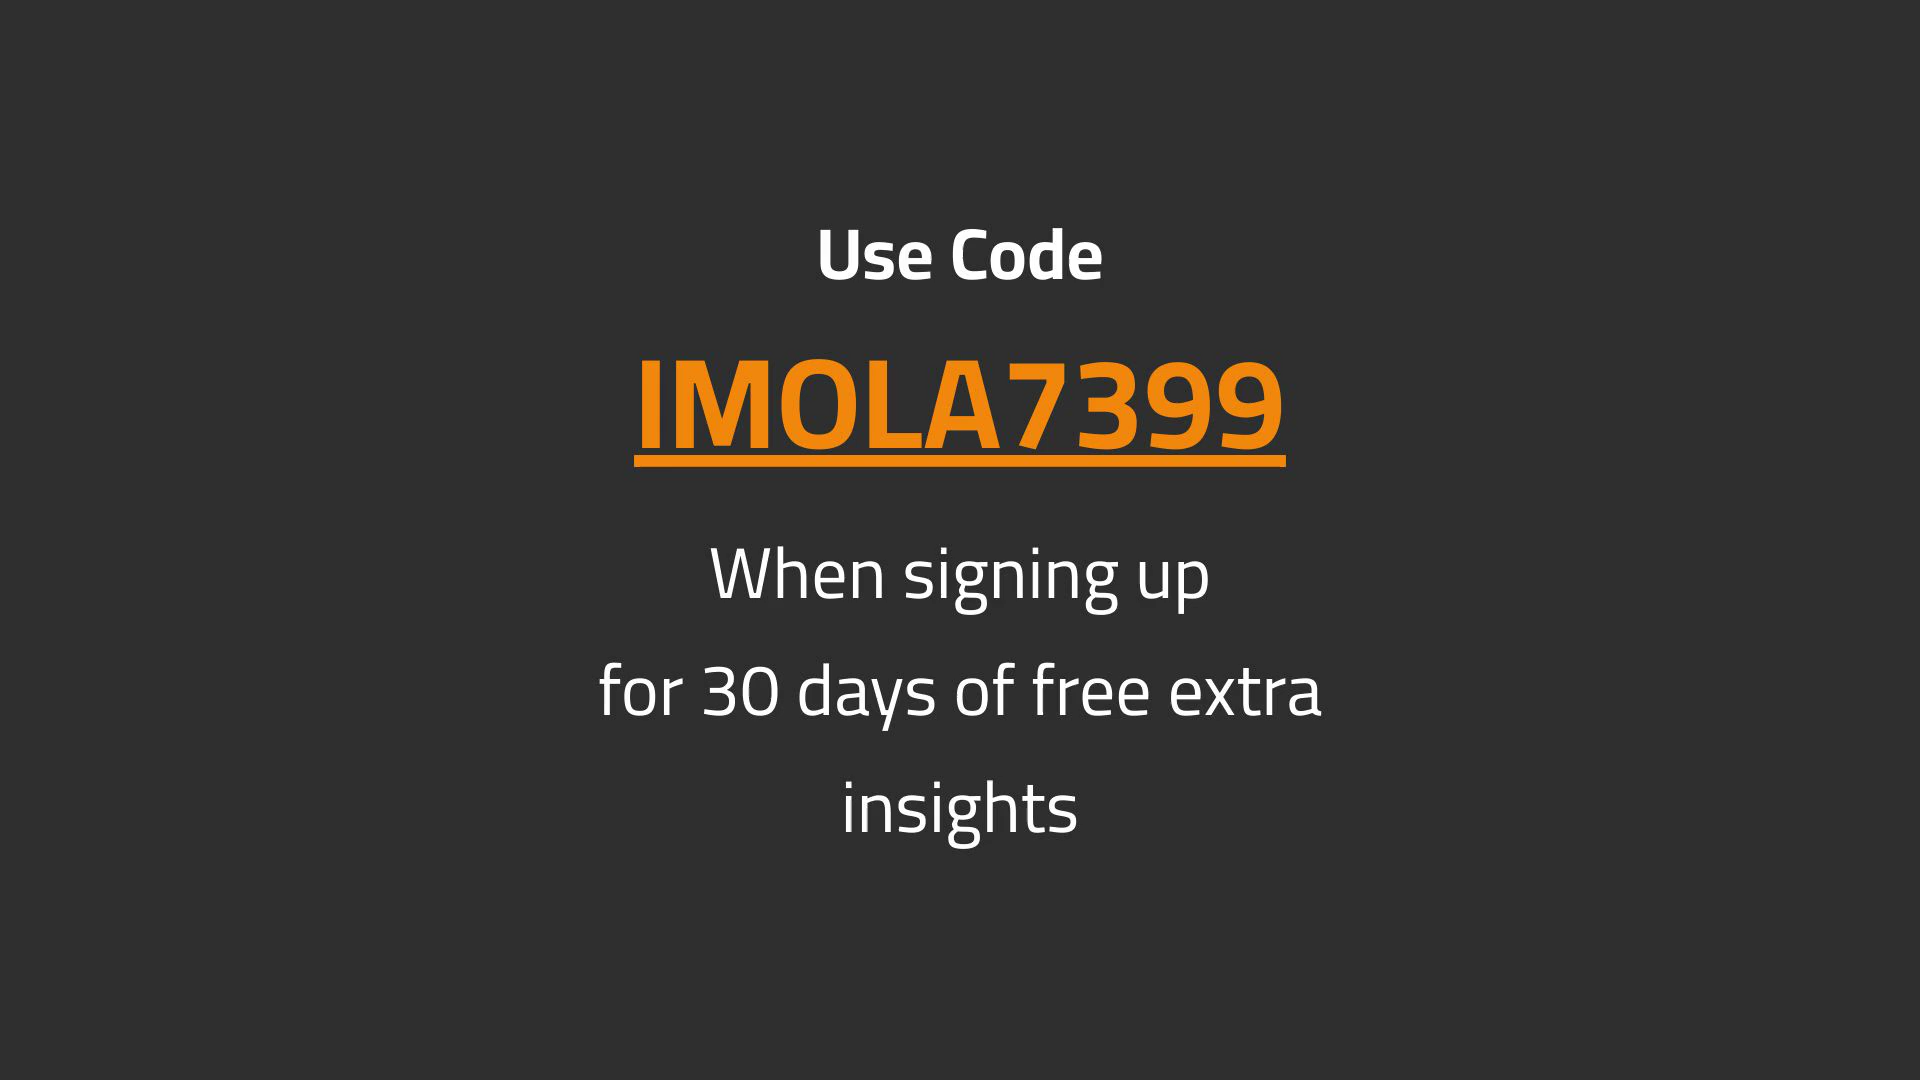 Use Code
IMOLA7399
When signing up
for 30 days of free extra
insights